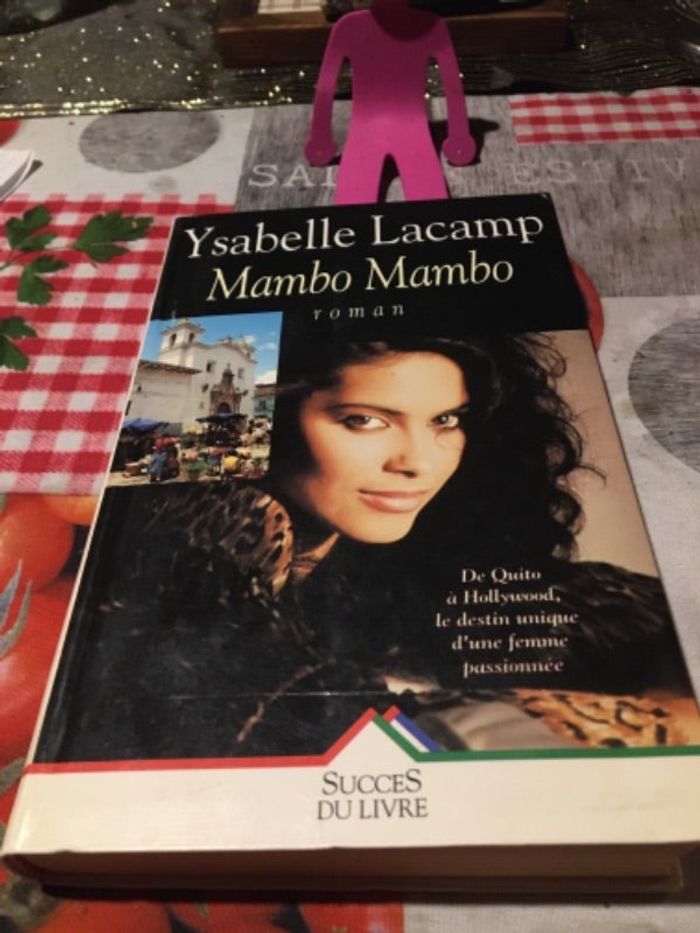 Ysabelle Lacamp
Mambo Mambo
roman
De Quito
à Hollywood,
le destin unique
d'une femme
passionnée
SUCCES
DU LIVRE